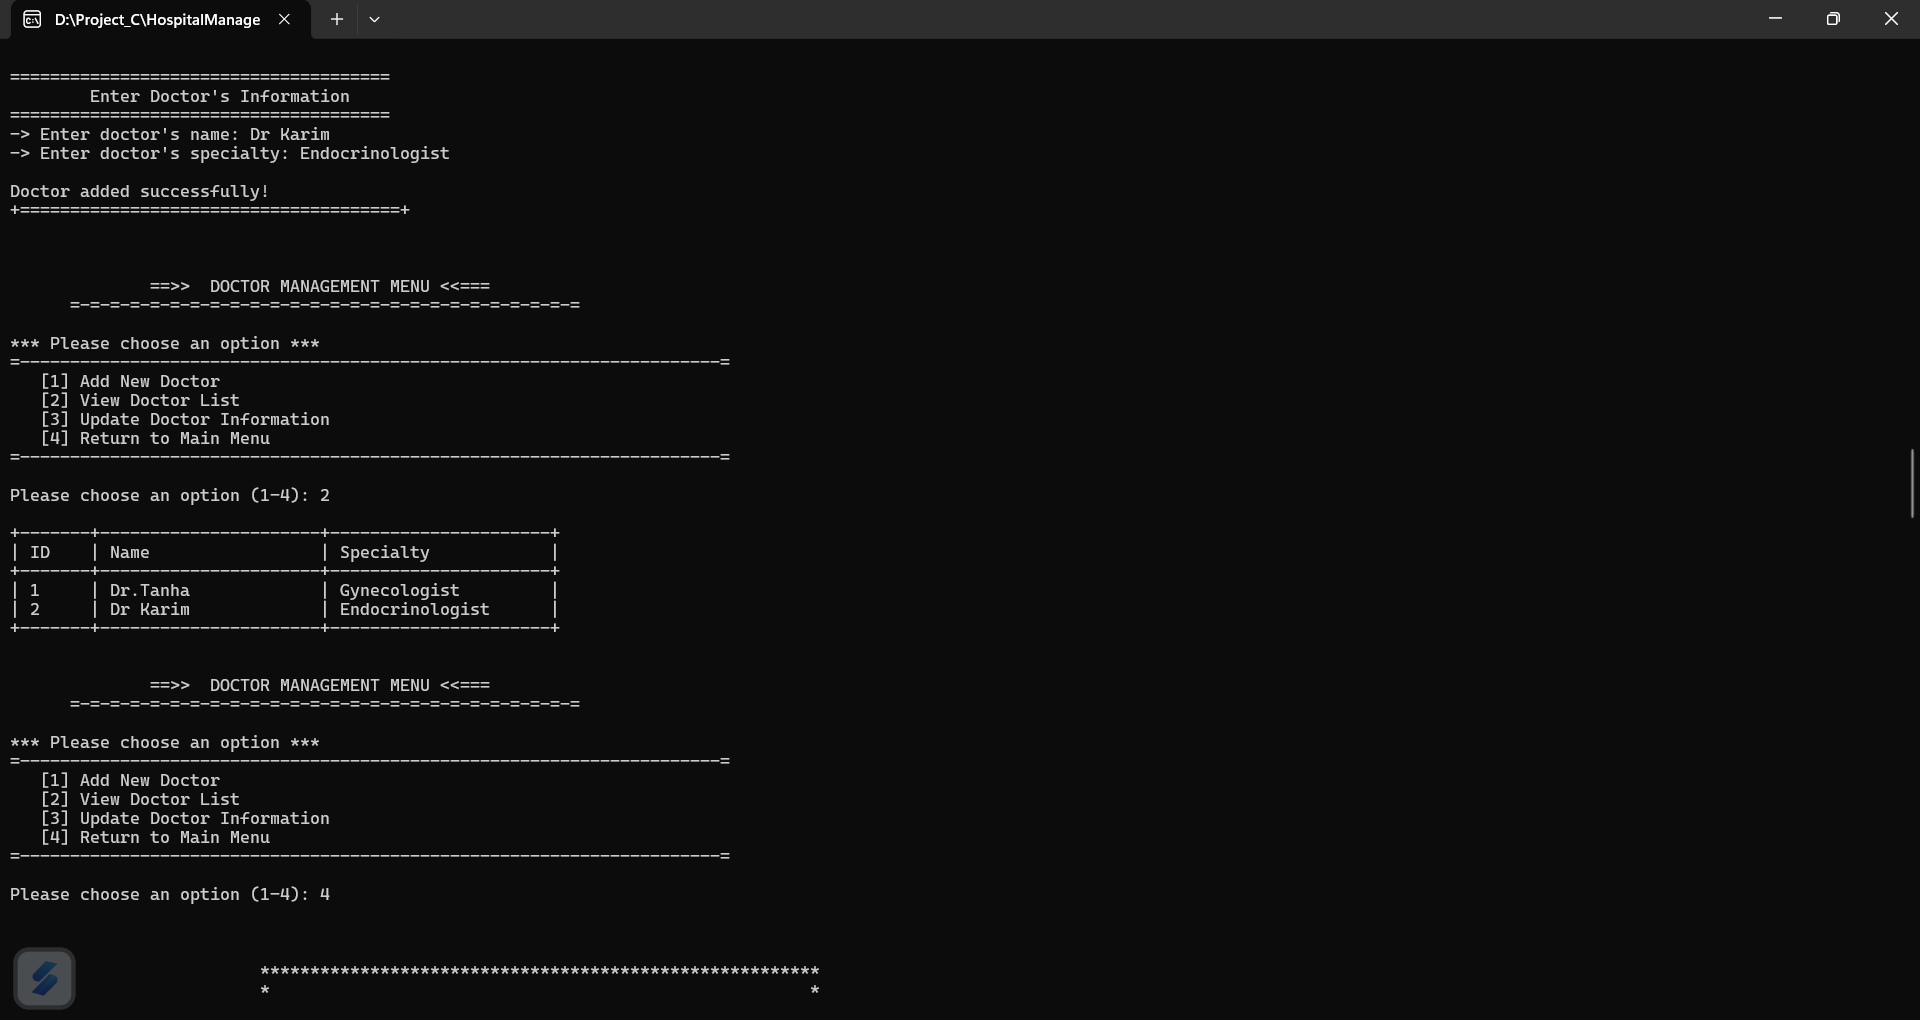 D:\Project_C\HospitalManage
======================================
        Enter Doctor's Information
======================================
-> Enter doctor's name: Dr Karim
-> Enter doctor's specialty: Endocrinologist

Doctor added successfully!
+======================================+

              ==>>  DOCTOR MANAGEMENT MENU <<===
      =-=-=-=-=-=-=-=-=-=-=-=-=-=-=-=-=-=-=-=-=-=-=-=-=-=

*** Please choose an option ***
=----------------------------------------------------------------------=
   [1] Add New Doctor
   [2] View Doctor List
   [3] Update Doctor Information
   [4] Return to Main Menu
=----------------------------------------------------------------------=

Please choose an option (1-4): 2

+-------+----------------------+----------------------+
| ID    | Name                 | Specialty            |
+-------+----------------------+----------------------+
| 1     | Dr.Tanha             | Gynecologist         |
| 2     | Dr Karim             | Endocrinologist      |
+-------+----------------------+----------------------+

              ==>>  DOCTOR MANAGEMENT MENU <<===
      =-=-=-=-=-=-=-=-=-=-=-=-=-=-=-=-=-=-=-=-=-=-=-=-=-=

*** Please choose an option ***
=----------------------------------------------------------------------=
   [1] Add New Doctor
   [2] View Doctor List
   [3] Update Doctor Information
   [4] Return to Main Menu
=----------------------------------------------------------------------=

Please choose an option (1-4): 4

                         ********************************************************
                         *                                                      *